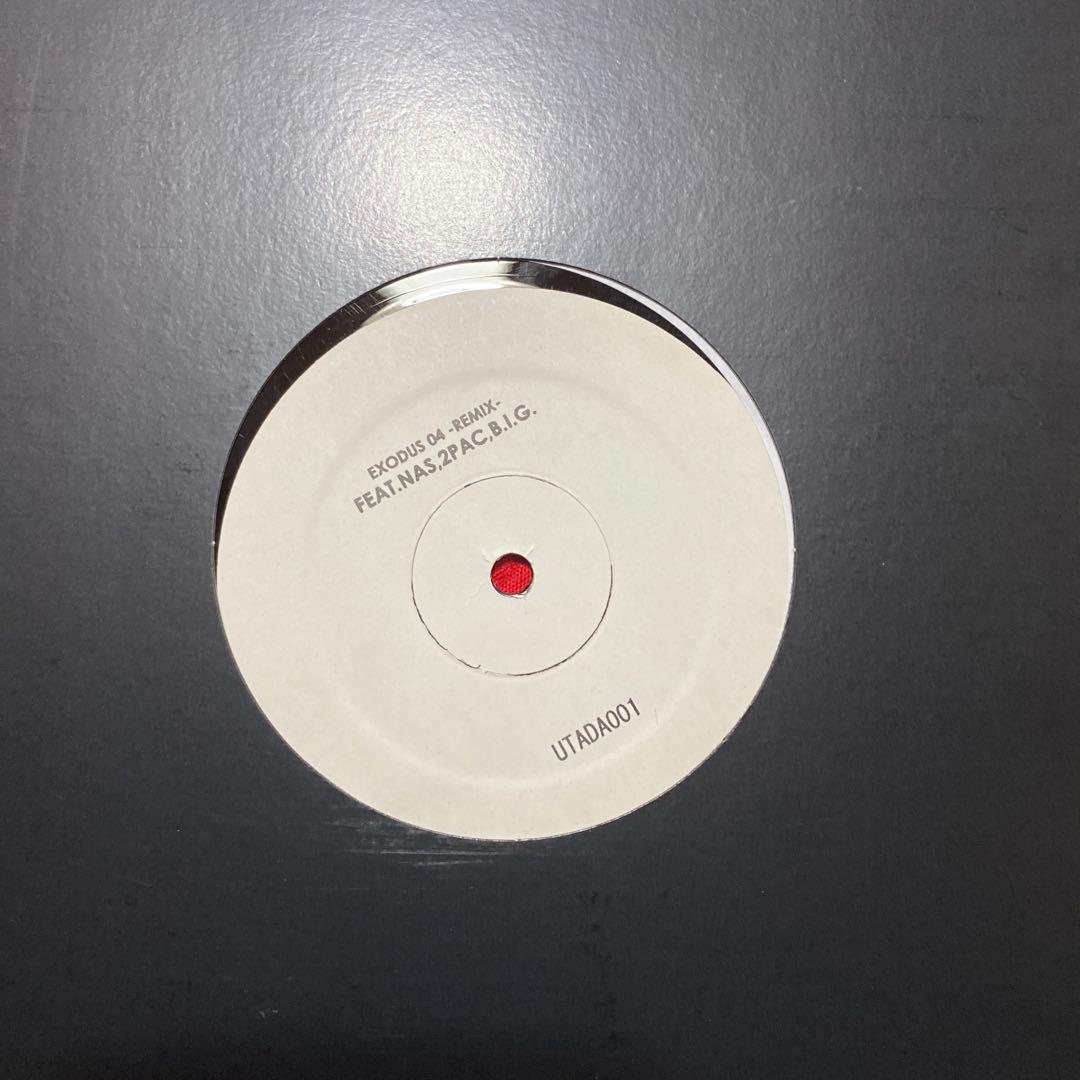 EXODUS 04 -REMIX-
FEAT.NAS,2PAC,B.I.G.
UTADA001